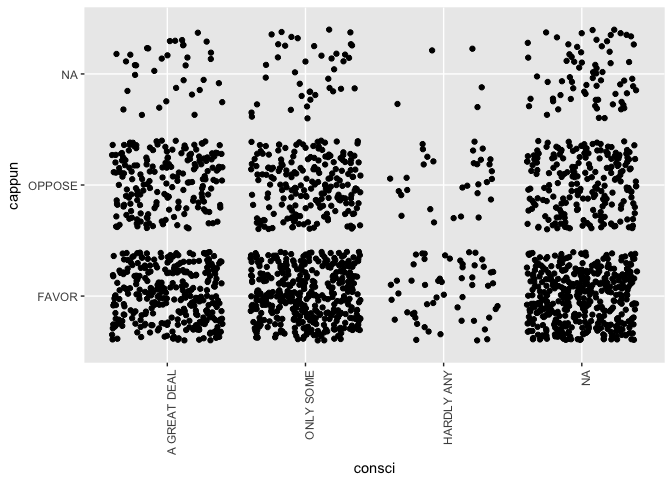 NA
OPPOSE
FAVOR
cappun
A GREAT DEAL
ONLY SOME
HARDLY ANY
NA
consci